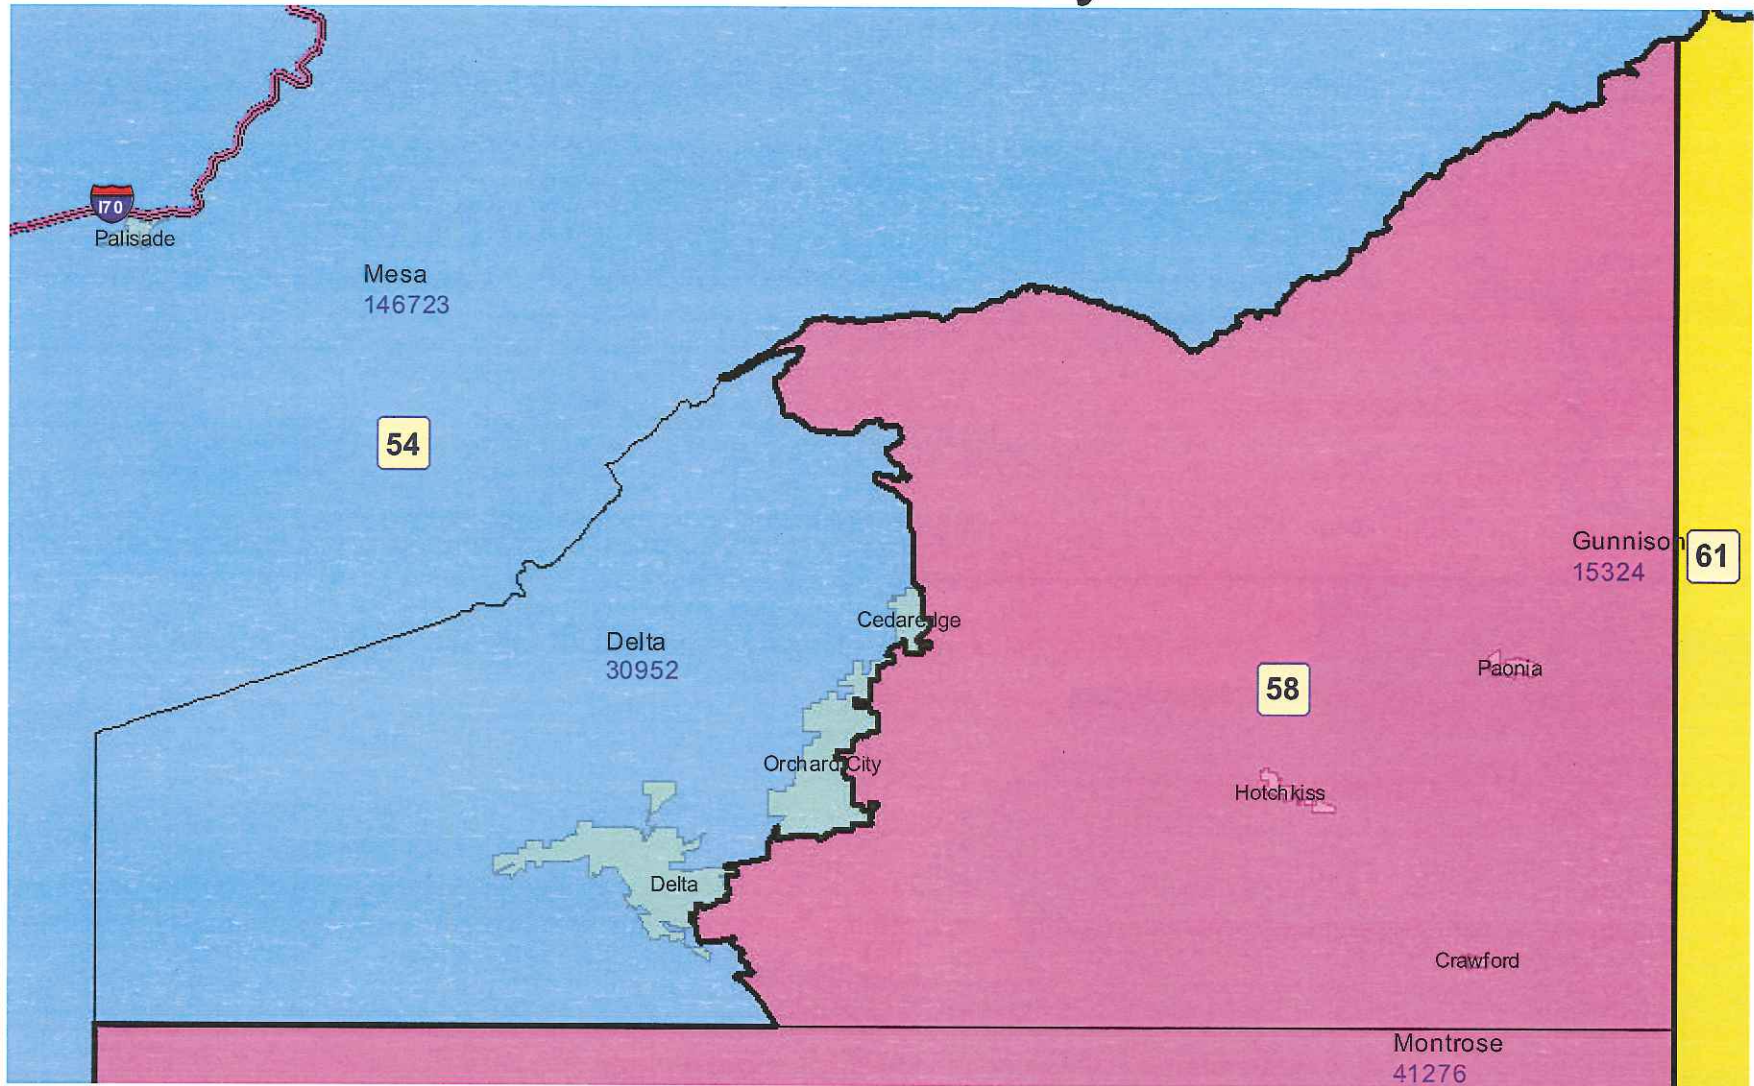 I70
Palisade
Mesa
146723
54
Gunnison
15324
61
Cedaredge
Delta
30952
Paonia
58
Orchard City
Hotchkiss
Delta
Crawford
Montrose
41276